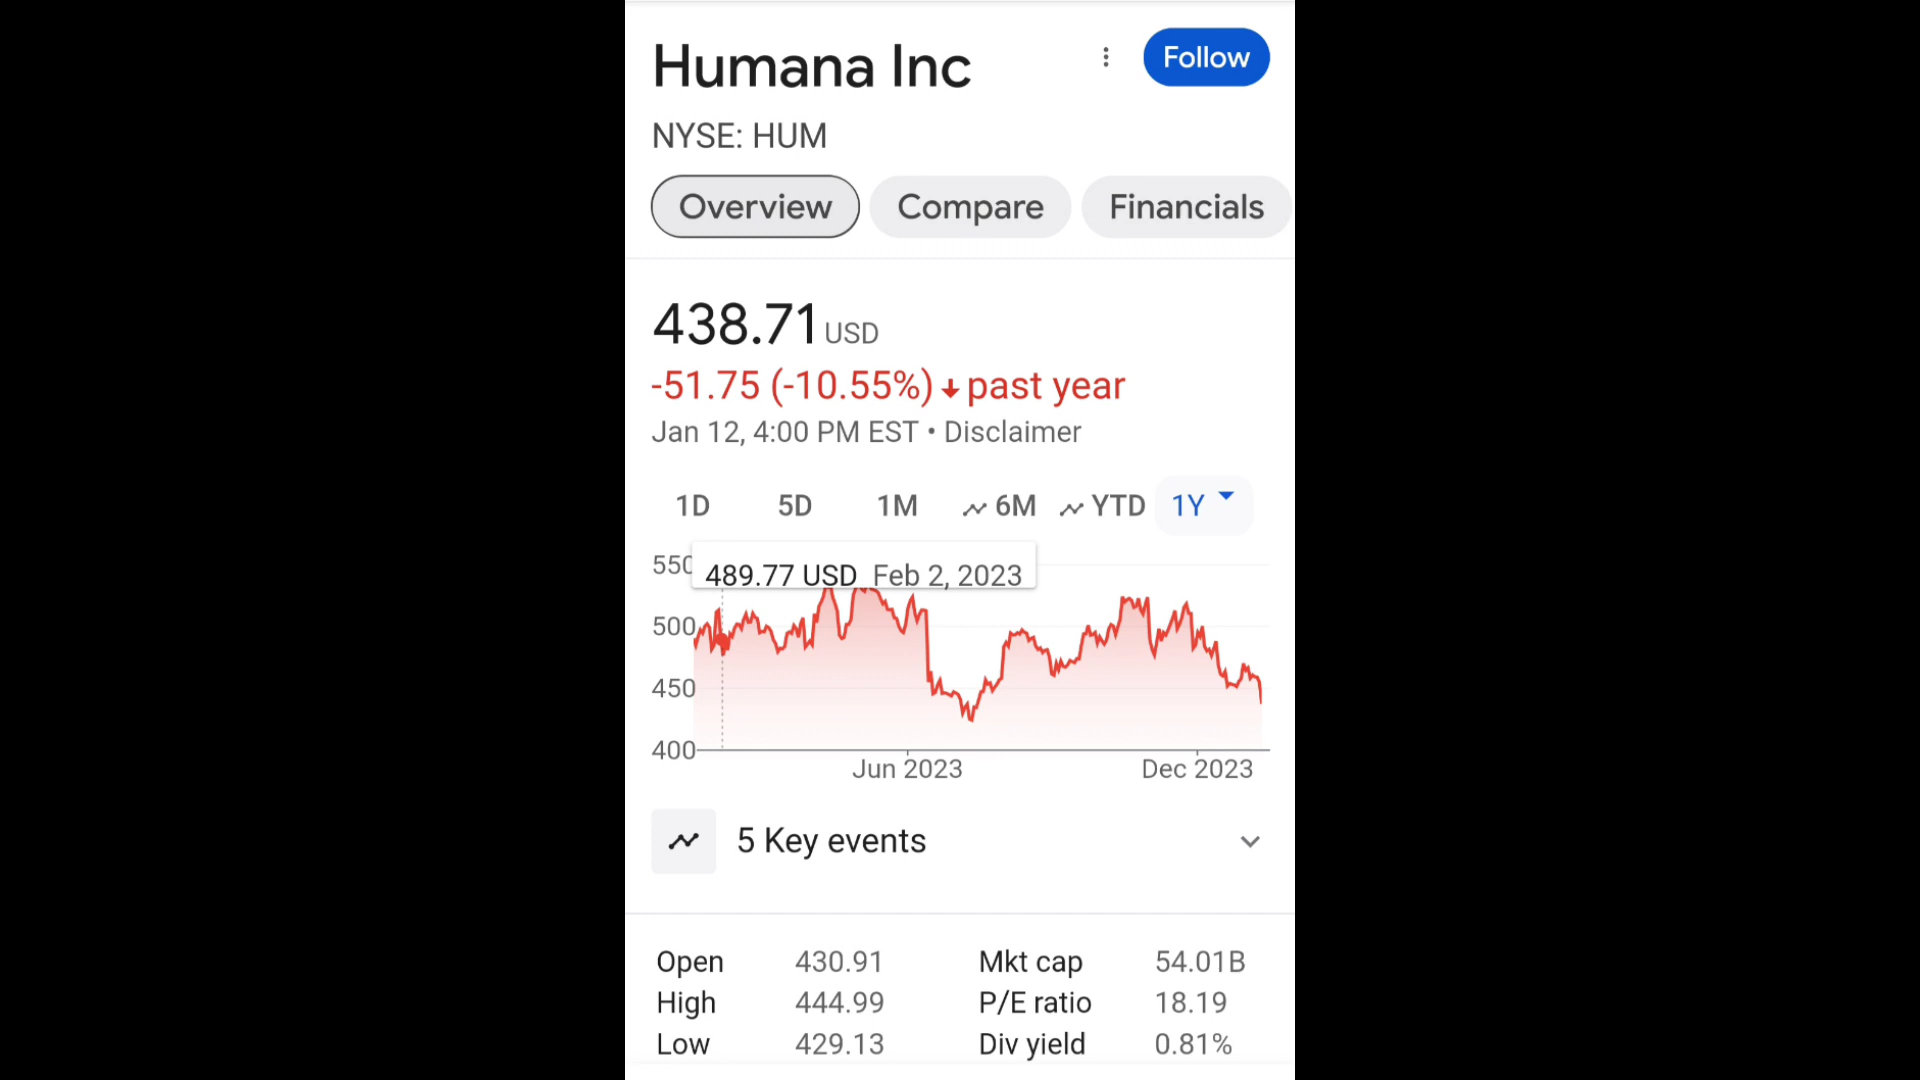 Humana Inc
Follow
NYSE: HUM
Overview Compare Financials
438.71 USD
-51.75 (-10.55%) past year
Jan 12, 4:00 PM EST • Disclaimer
1D 5D 1M 6M YTD 1Y
550
489.77 USD Feb 2, 2023
500
450
400
Jun 2023 Dec 2023
5 Key events
Open 430.91 Mkt cap 54.01B
High 444.99 P/E ratio 18.19
Low 429.13 Div yield 0.81%